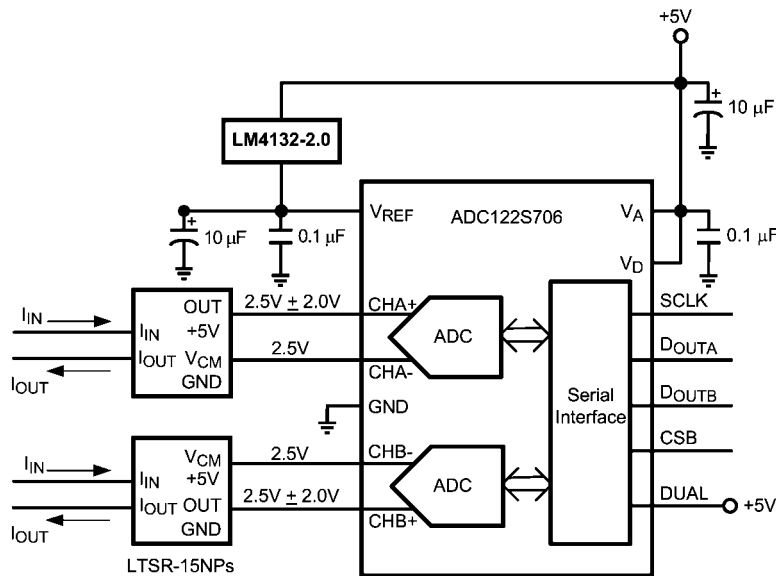 +5V
+
10 µF
LM4132-2.0
VREF
ADC122S706
VA
+
10 µF
0.1 µF
0.1 µF
VD
IIN
OUT
2.5V ± 2.0V
CHA+
SCLK
IIN
+5V
ADC
IOUT
VCM
2.5V
DOUTA
GND
CHA-
IOUT
GND
Serial
Interface
DOUTB
IIN
VCM
2.5V
CHB-
CSB
IIN
+5V
ADC
IOUT
OUT
2.5V ± 2.0V
DUAL
+5V
GND
CHB+
IOUT
LTSR-15NPs